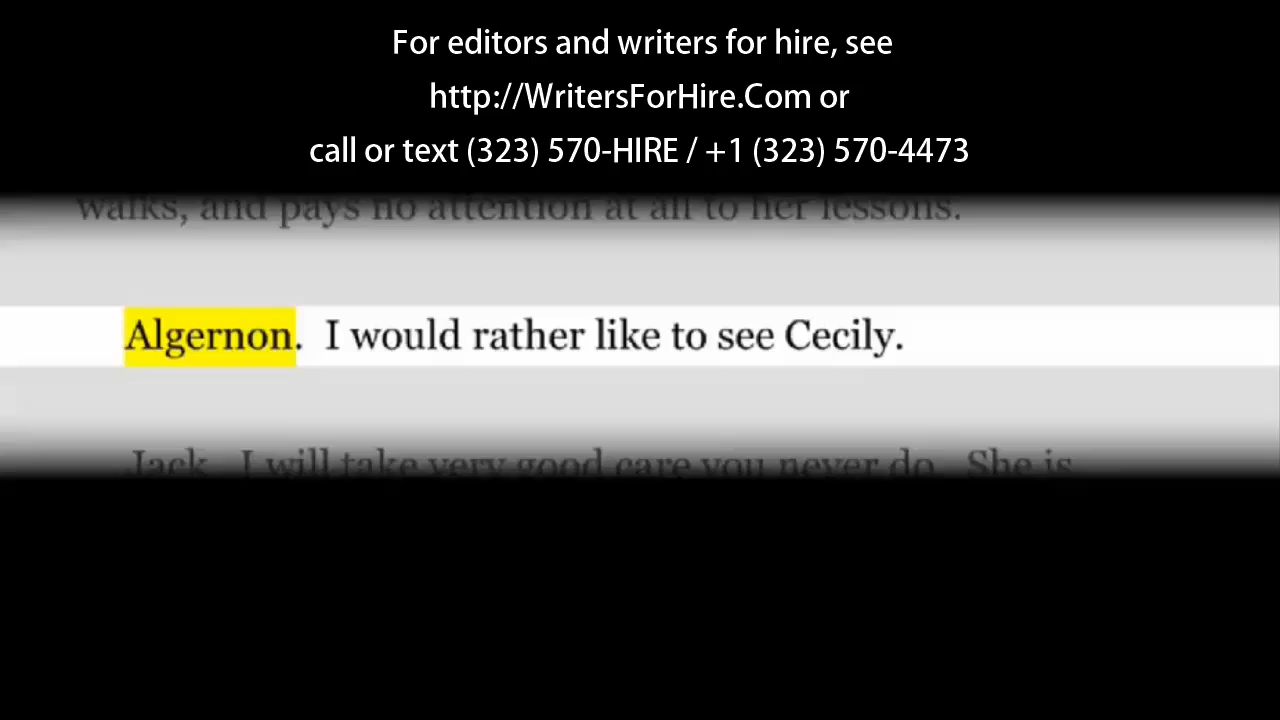 For editors and writers for hire, see
http://WritersForHire.Com or
call or text (323) 570-HIRE / +1 (323) 570-4473
walks, and pays no attention at all to her lessons.
Algernon.  I would rather like to see Cecily.
Jack.  I will take very good care you never do.  She is